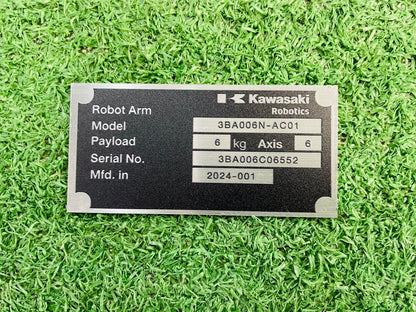 Kawasaki
Robot Arm Robotics
Model 3BA006N-AC01
Payload 6 kg Axis 6
Serial No. 3BA006C06552
Mfd. in 2024-001